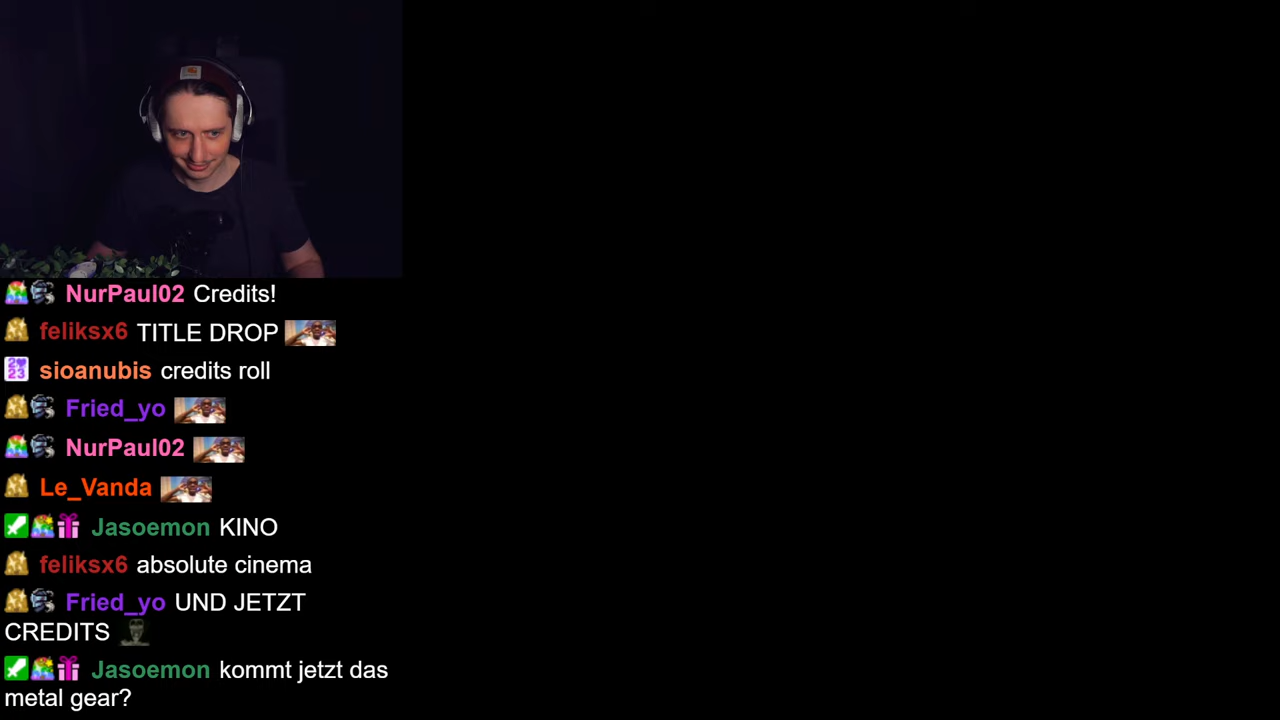 NurPaul02 Credits!
feliksx6 TITLE DROP
sioanubis credits roll
Fried_yo
NurPaul02
Le_Vanda
Jasoemon KINO
feliksx6 absolute cinema
Fried_yo UND JETZT
CREDITS
Jasoemon kommt jetzt das
metal gear?